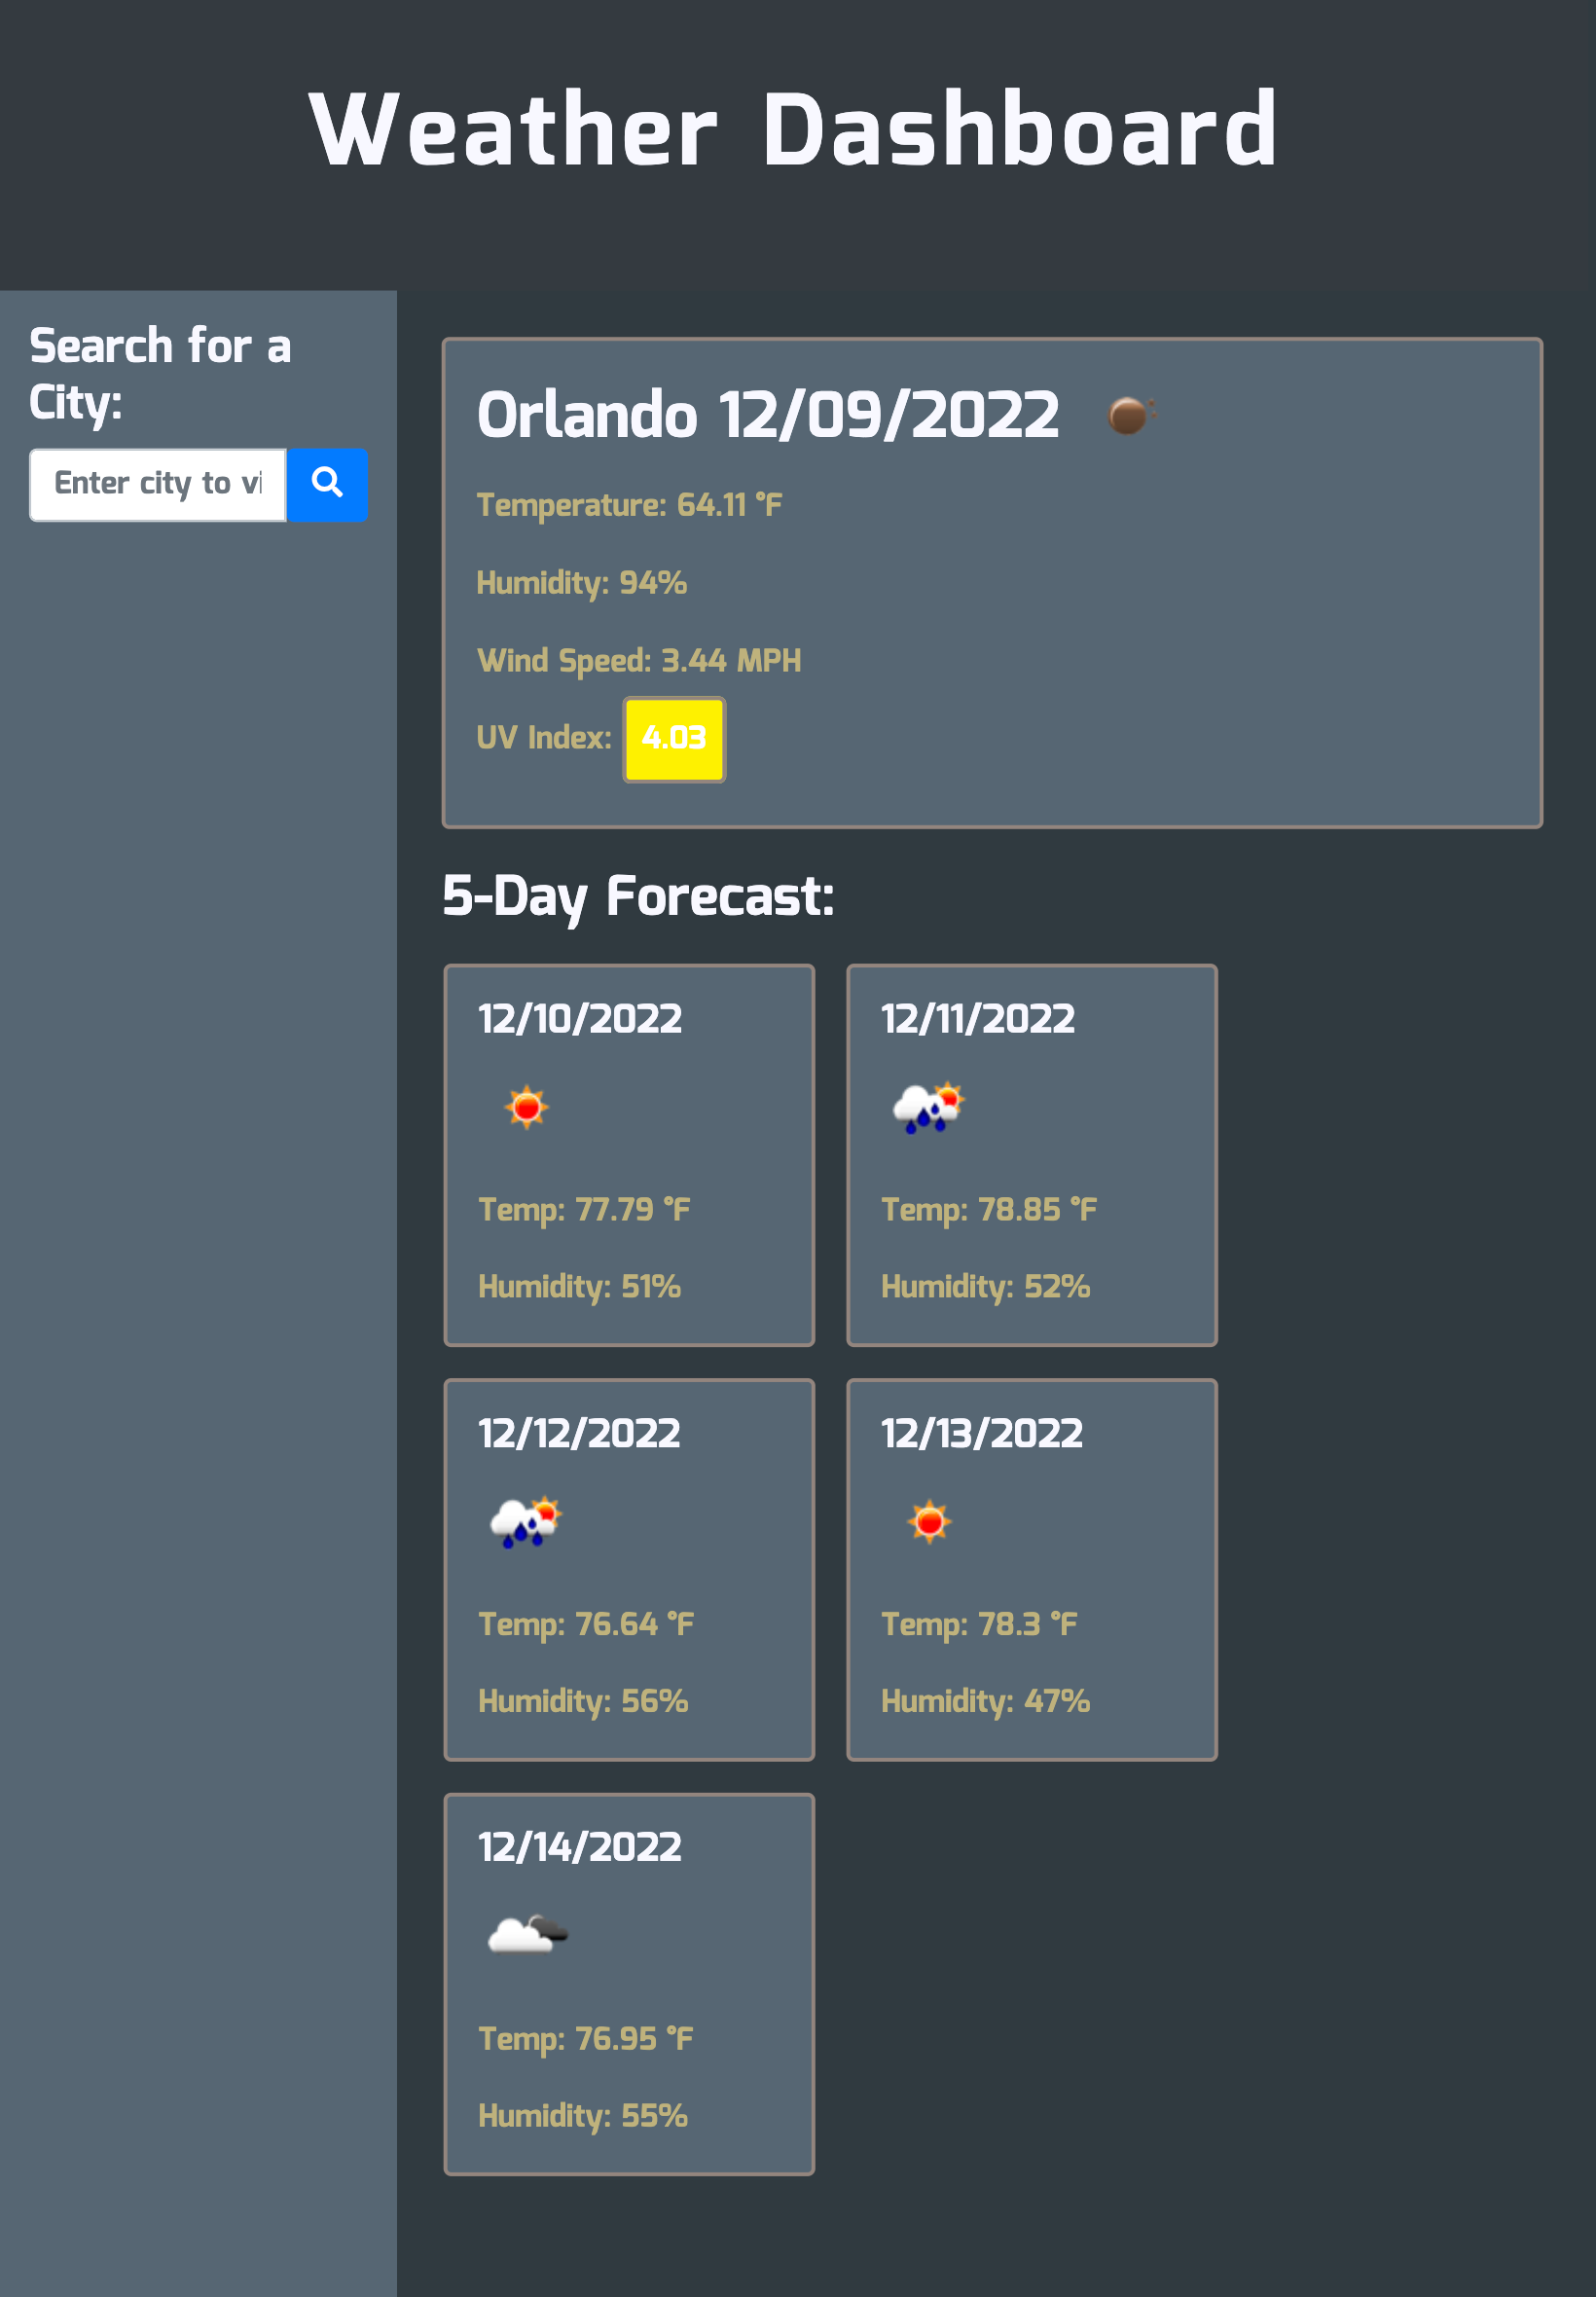 Weather Dashboard
Search for a
City:
Enter city to vi
Orlando 12/09/2022
Temperature: 64.11 °F
Humidity: 94%
Wind Speed: 3.44 MPH
UV Index: 4.03
5-Day Forecast:
12/10/2022
Temp: 77.79 °F
Humidity: 51%
12/11/2022
Temp: 78.85 °F
Humidity: 52%
12/12/2022
Temp: 76.64 °F
Humidity: 56%
12/13/2022
Temp: 78.3 °F
Humidity: 47%
12/14/2022
Temp: 76.95 °F
Humidity: 55%